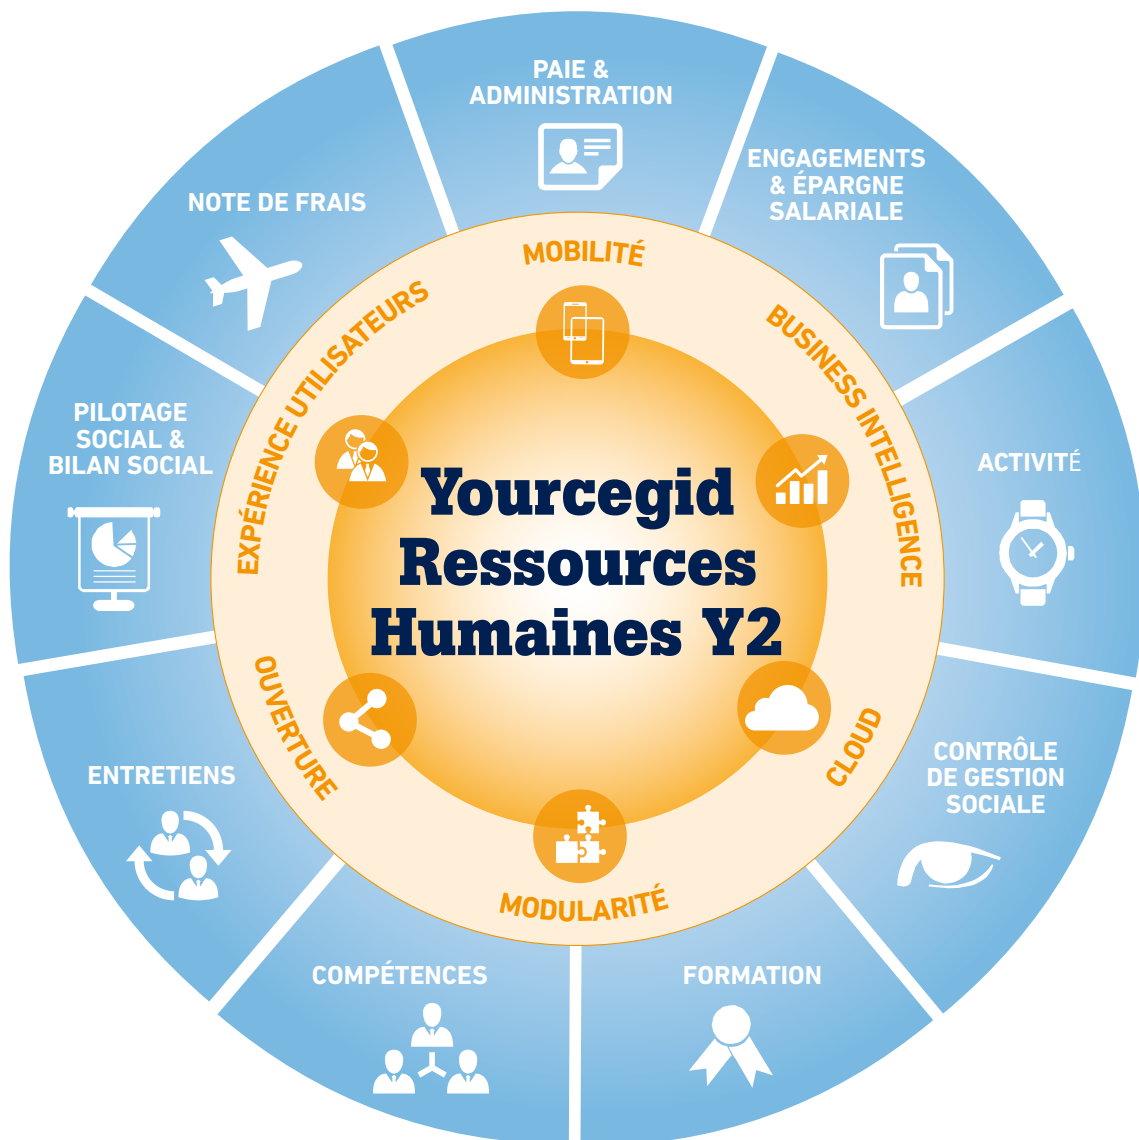 PAIE &
ADMINISTRATION
ENGAGEMENTS
& ÉPARGNE
SALARIALE
ACTIVITÉ
CONTRÔLE
DE GESTION
SOCIALE
FORMATION
COMPÉTENCES
ENTRETIENS
PILOTAGE
SOCIAL &
BILAN SOCIAL
NOTE DE FRAIS
MOBILITÉ
BUSINESS INTELLIGENCE
CLOUD
MODULARITÉ
OUVERTURE
EXPÉRIENCE UTILISATEURS
Yourcegid
Ressources
Humaines Y2